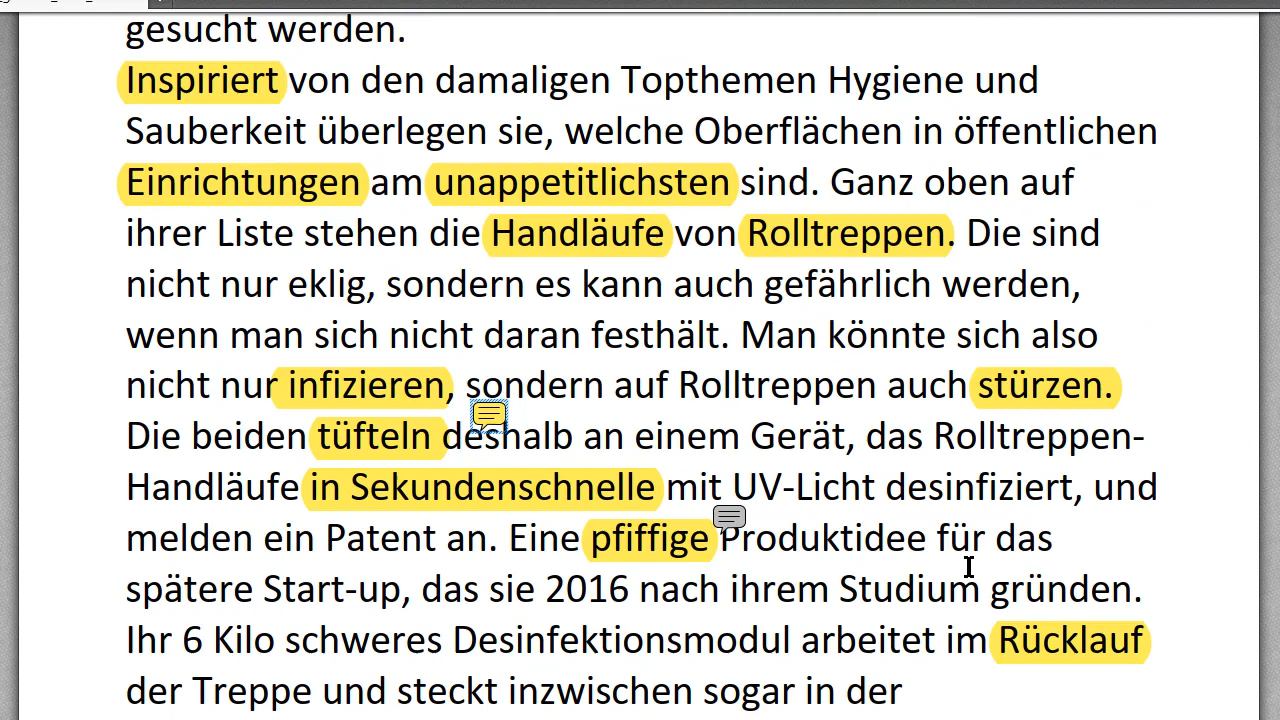 gesucht werden.
Inspiriert von den damaligen Topthemen Hygiene und
Sauberkeit überlegen sie, welche Oberflächen in öffentlichen
Einrichtungen am unappetitlichsten sind. Ganz oben auf
ihrer Liste stehen die Handläufe von Rolltreppen. Die sind
nicht nur eklig, sondern es kann auch gefährlich werden,
wenn man sich nicht daran festhält. Man könnte sich also
nicht nur infizieren, sondern auf Rolltreppen auch stürzen.
Die beiden tüfteln deshalb an einem Gerät, das Rolltreppen-
Handläufe in Sekundenschnelle mit UV-Licht desinfiziert, und
melden ein Patent an. Eine pfiffige Produktidee für das
spätere Start-up, das sie 2016 nach ihrem Studium gründen.
Ihr 6 Kilo schweres Desinfektionsmodul arbeitet im Rücklauf
der Treppe und steckt inzwischen sogar in der